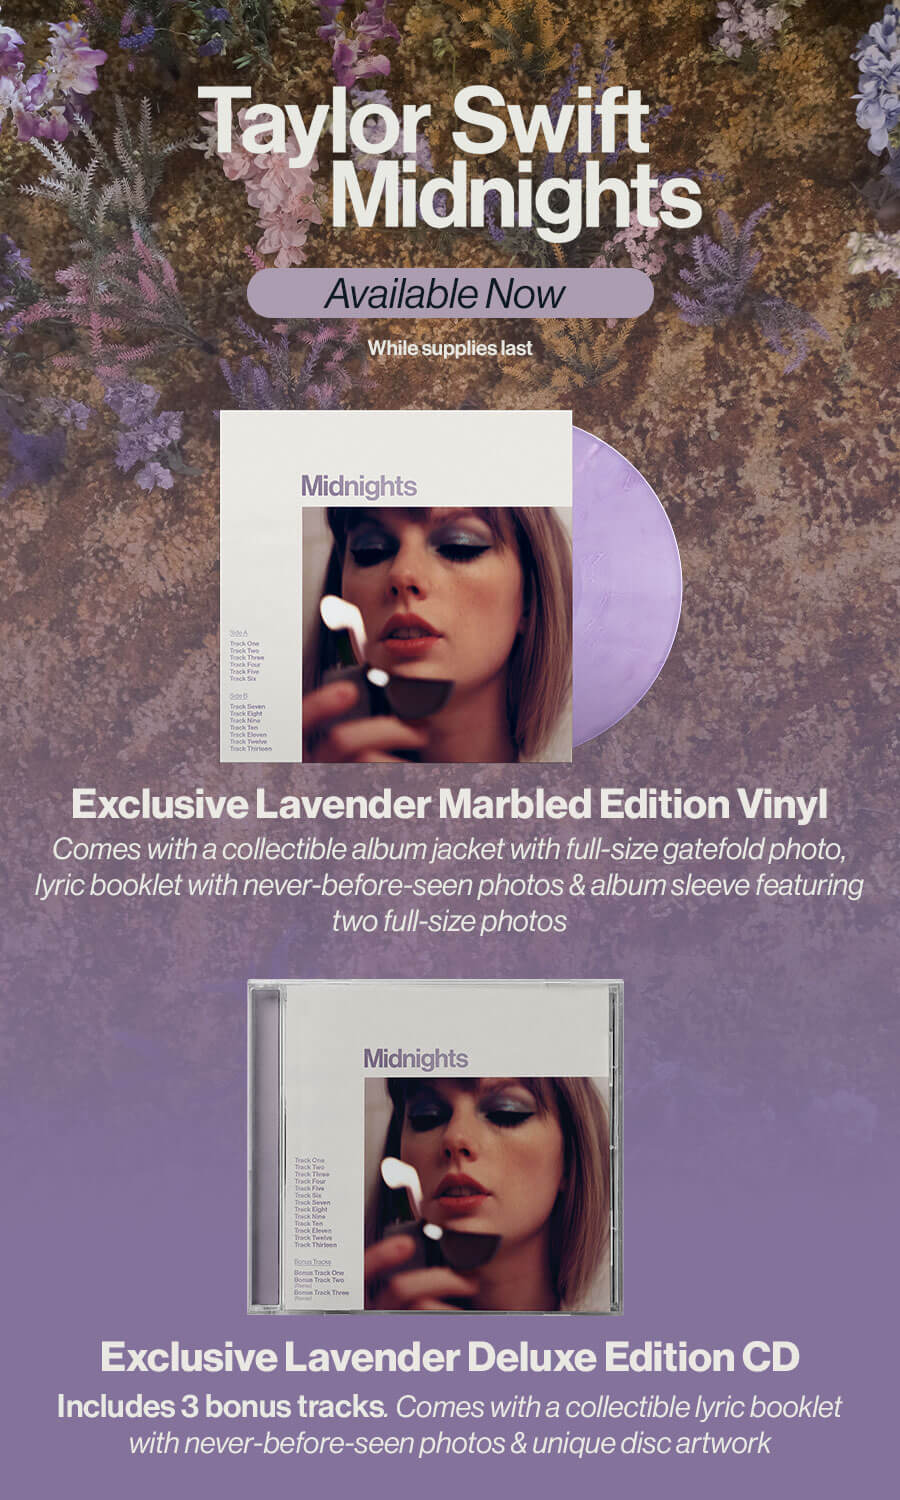 Taylor Swift
Midnights
Available Now
While supplies last
Midnights
Side A
Track One
Track Two
Track Three
Track Four
Track Five
Track Six
Side B
Track Seven
Track Eight
Track Nine
Track Ten
Track Eleven
Track Twelve
Track Thirteen
Exclusive Lavender Marbled Edition Vinyl
Comes with a collectible album jacket with full-size gatefold photo,
lyric booklet with never-before-seen photos & album sleeve featuring
two full-size photos
Midnights
Track One
Track Two
Track Three
Track Four
Track Five
Track Six
Track Seven
Track Eight
Track Nine
Track Ten
Track Eleven
Track Twelve
Track Thirteen
Bonus Tracks
Bonus Track One
Bonus Track Two
(Remix)
Bonus Track Three
(Remix)
Exclusive Lavender Deluxe Edition CD
Includes 3 bonus tracks. Comes with a collectible lyric booklet
with never-before-seen photos & unique disc artwork